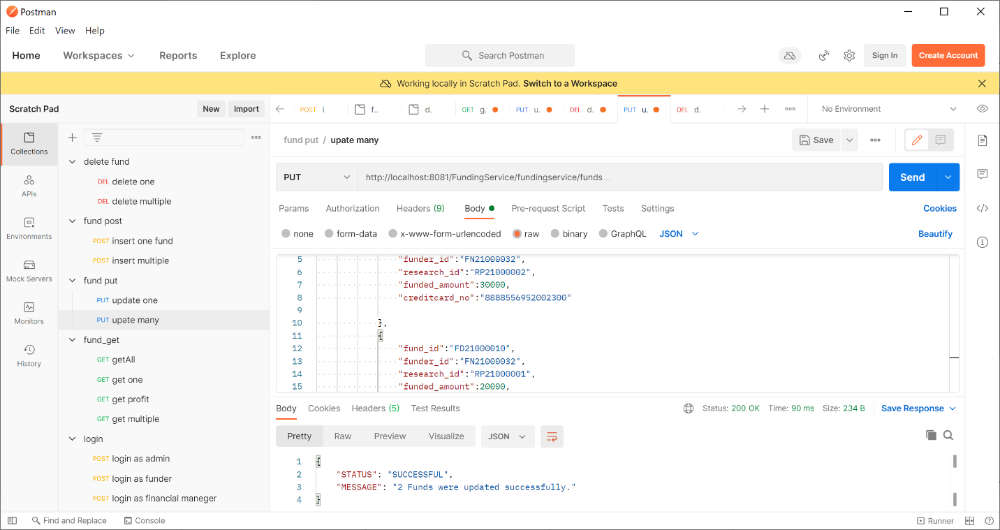 Postman
File Edit View Help
Home Workspaces Reports Explore Search Postman Sign In Create Account
Working locally in Scratch Pad. Switch to a Workspace
Scratch Pad New Import
POST i f... d.. GET g. PUT u. DEL d. PUT u. DEL d. No Environment
Collections
APIs
Environments
Mock Servers
Monitors
History
delete fund
DEL delete one
DEL delete multiple
fund post
POST insert one fund
POST insert multiple
fund put
PUT update one
PUT upate many
fund_get
GET getAll
GET get one
GET get profit
GET get multiple
login
POST login as admin
POST login as funder
POST login as financial maneger
fund put / upate many Save
PUT http://localhost:8081/FundingService/fundingservice/funds ... Send
Params Authorization Headers (9) Body Pre-request Script Tests Settings Cookies
none form-data x-www-form-urlencoded raw binary GraphQL JSON Beautify
5 "funder_id":"FN21000032",
6 "research_id":"RP21000002",
7 "funded_amount":30000,
8 "creditcard_no":"8888556952002300"
9
10 },
11 {
12 "fund_id":"FD21000010",
13 "funder_id":"FN21000032",
14 "research_id":"RP21000001",
15 "funded_amount":20000,
Body Cookies Headers (5) Test Results Status: 200 OK Time: 90 ms Size: 234 B Save Response
Pretty Raw Preview Visualize JSON
1 {
2 "STATUS": "SUCCESSFUL",
3 "MESSAGE": "2 Funds were updated successfully."
4 }
Find and Replace Console Runner